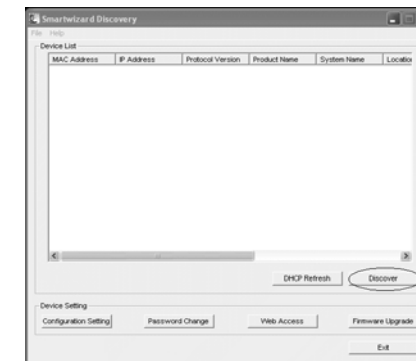 Smartwizard Discovery
File Help
Device List
MAC Address IP Address Protocol Version Product Name System Name Location
DHCP Refresh Discover
Device Setting
Configuration Setting Password Change Web Access Firmware Upgrade
Exit